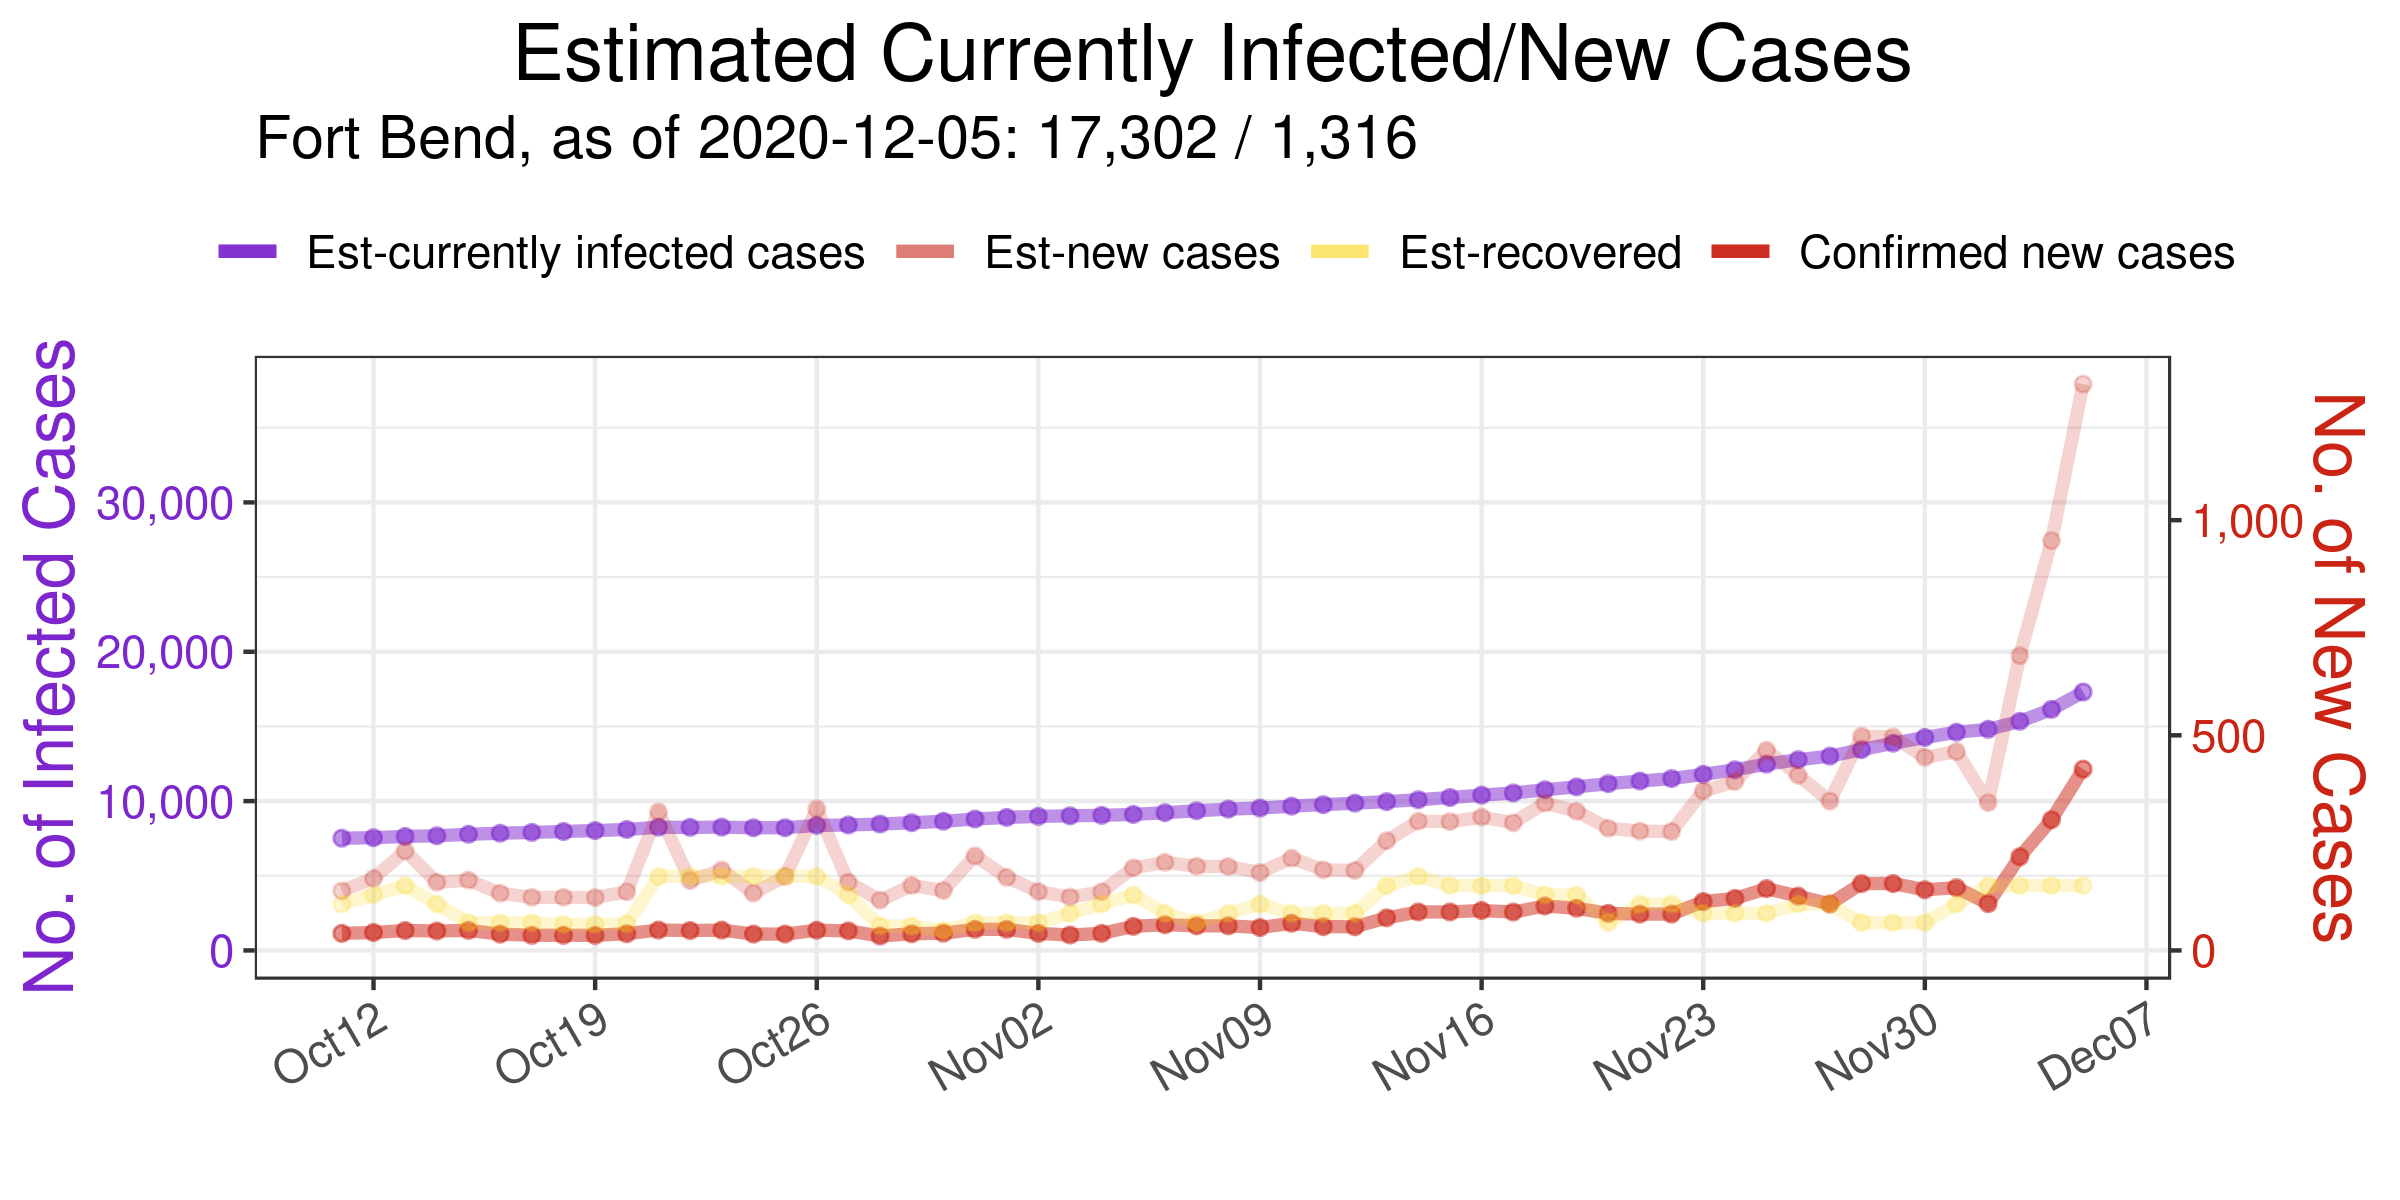 Estimated Currently Infected/New Cases
Fort Bend, as of 2020-12-05: 17,302 / 1,316
Est-currently infected cases Est-new cases Est-recovered Confirmed new cases
No. of Infected Cases
30,000
20,000
10,000
0
1,000
500
0
No. of New Cases
Oct12 Oct19 Oct26 Nov02 Nov09 Nov16 Nov23 Nov30 Dec07